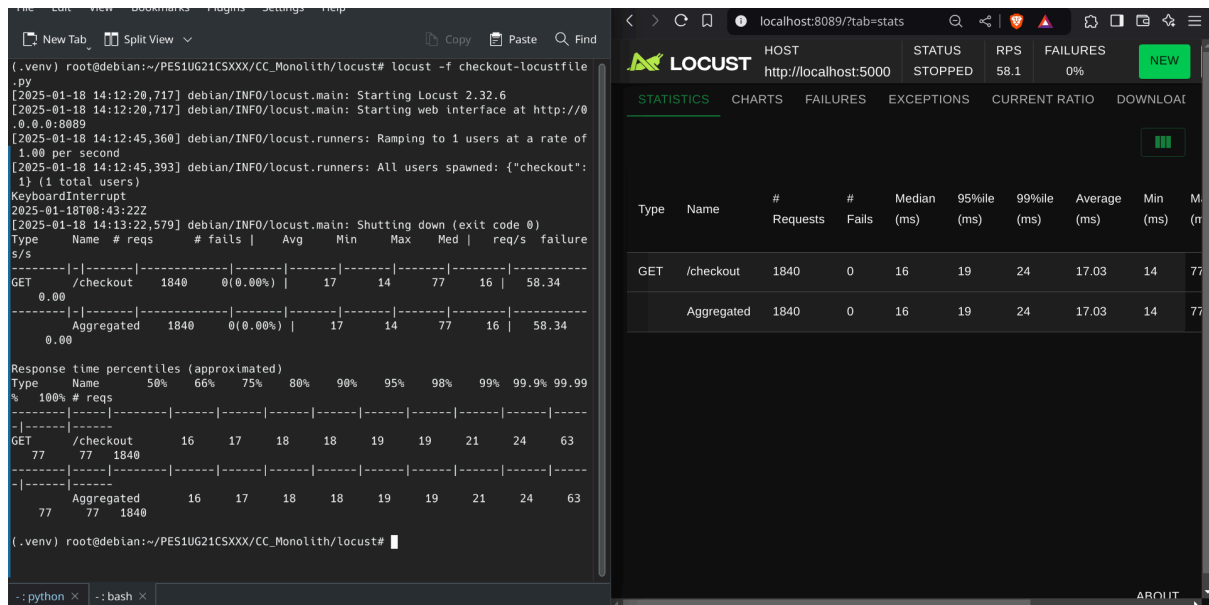 File Edit View Bookmarks Plugins Settings Help
New Tab Split View Copy Paste Find
(.venv) root@debian:~/PES1UG21CSXXX/CC_Monolith/locust# locust -f checkout-locustfile
.py
[2025-01-18 14:12:20,717] debian/INFO/locust.main: Starting Locust 2.32.6
[2025-01-18 14:12:20,717] debian/INFO/locust.main: Starting web interface at http://0
.0.0.0:8089
[2025-01-18 14:12:45,360] debian/INFO/locust.runners: Ramping to 1 users at a rate of
1.00 per second
[2025-01-18 14:12:45,393] debian/INFO/locust.runners: All users spawned: {"checkout":
1} (1 total users)
KeyboardInterrupt
2025-01-18T08:43:22Z
[2025-01-18 14:13:22,579] debian/INFO/locust.main: Shutting down (exit code 0)
Type Name # reqs # fails | Avg Min Max Med | req/s failure
s/s
--------|-|-------|-------------|-------|-------|-------|-------|--------|-----------
GET /checkout 1840 0(0.00%) | 17 14 77 16 | 58.34
0.00
--------|-|-------|-------------|-------|-------|-------|-------|--------|-----------
Aggregated 1840 0(0.00%) | 17 14 77 16 | 58.34
0.00
Response time percentiles (approximated)
Type Name 50% 66% 75% 80% 90% 95% 98% 99% 99.9% 99.99
% 100% # reqs
--------|-----|--------|------|------|------|------|------|------|------|------|-----
-|------|------
GET /checkout 16 17 18 18 19 19 21 24 63
77 77 1840
--------|-----|--------|------|------|------|------|------|------|------|------|-----
-|------|------
Aggregated 16 17 18 18 19 19 21 24 63
77 77 1840
(.venv) root@debian:~/PES1UG21CSXXX/CC_Monolith/locust#
- : python × - : bash ×
localhost:8089/?tab=stats
LOCUST
HOST STATUS RPS FAILURES
http://localhost:5000 STOPPED 58.1 0%
NEW
STATISTICS CHARTS FAILURES EXCEPTIONS CURRENT RATIO DOWNLOAD
Type Name # Requests # Fails Median (ms) 95%ile (ms) 99%ile (ms) Average (ms) Min (ms)
GET /checkout 1840 0 16 19 24 17.03 14 77
Aggregated 1840 0 16 19 24 17.03 14 77
ABOUT